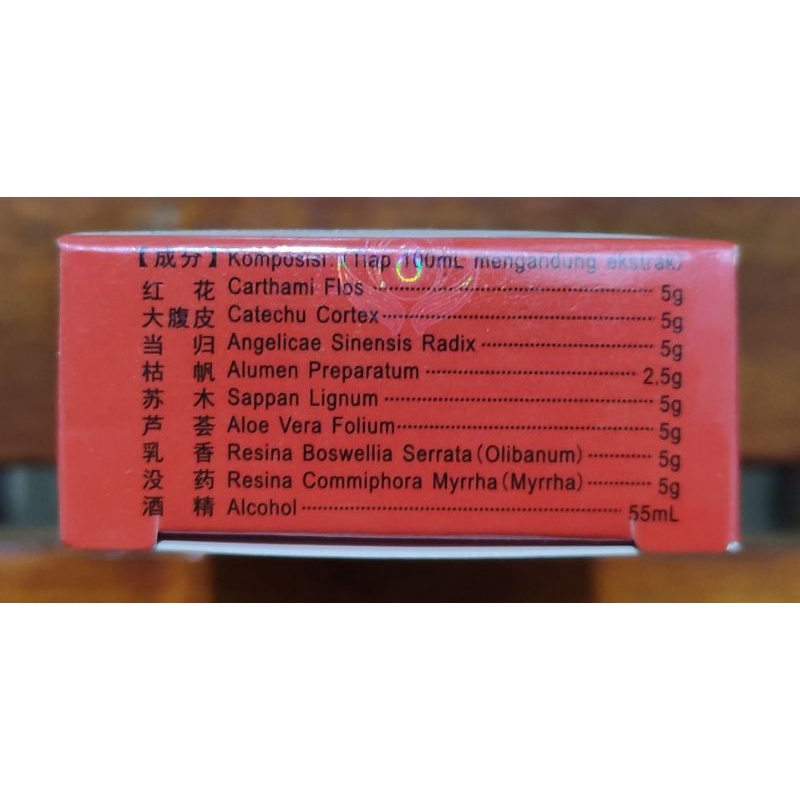 【成分】Komposisi: (Tiap 100mL mengandung ekstrak)
红花 Carthami Flos 5g
大腹皮 Catechu Cortex 5g
当归 Angelicae Sinensis Radix 5g
枯帆 Alumen Preparatum 2.5g
苏木 Sappan Lignum 5g
芦荟 Aloe Vera Folium 5g
乳香 Resina Boswellia Serrata (Olibanum) 5g
没药 Resina Commiphora Myrrha (Myrrha) 5g
酒精 Alcohol 55mL